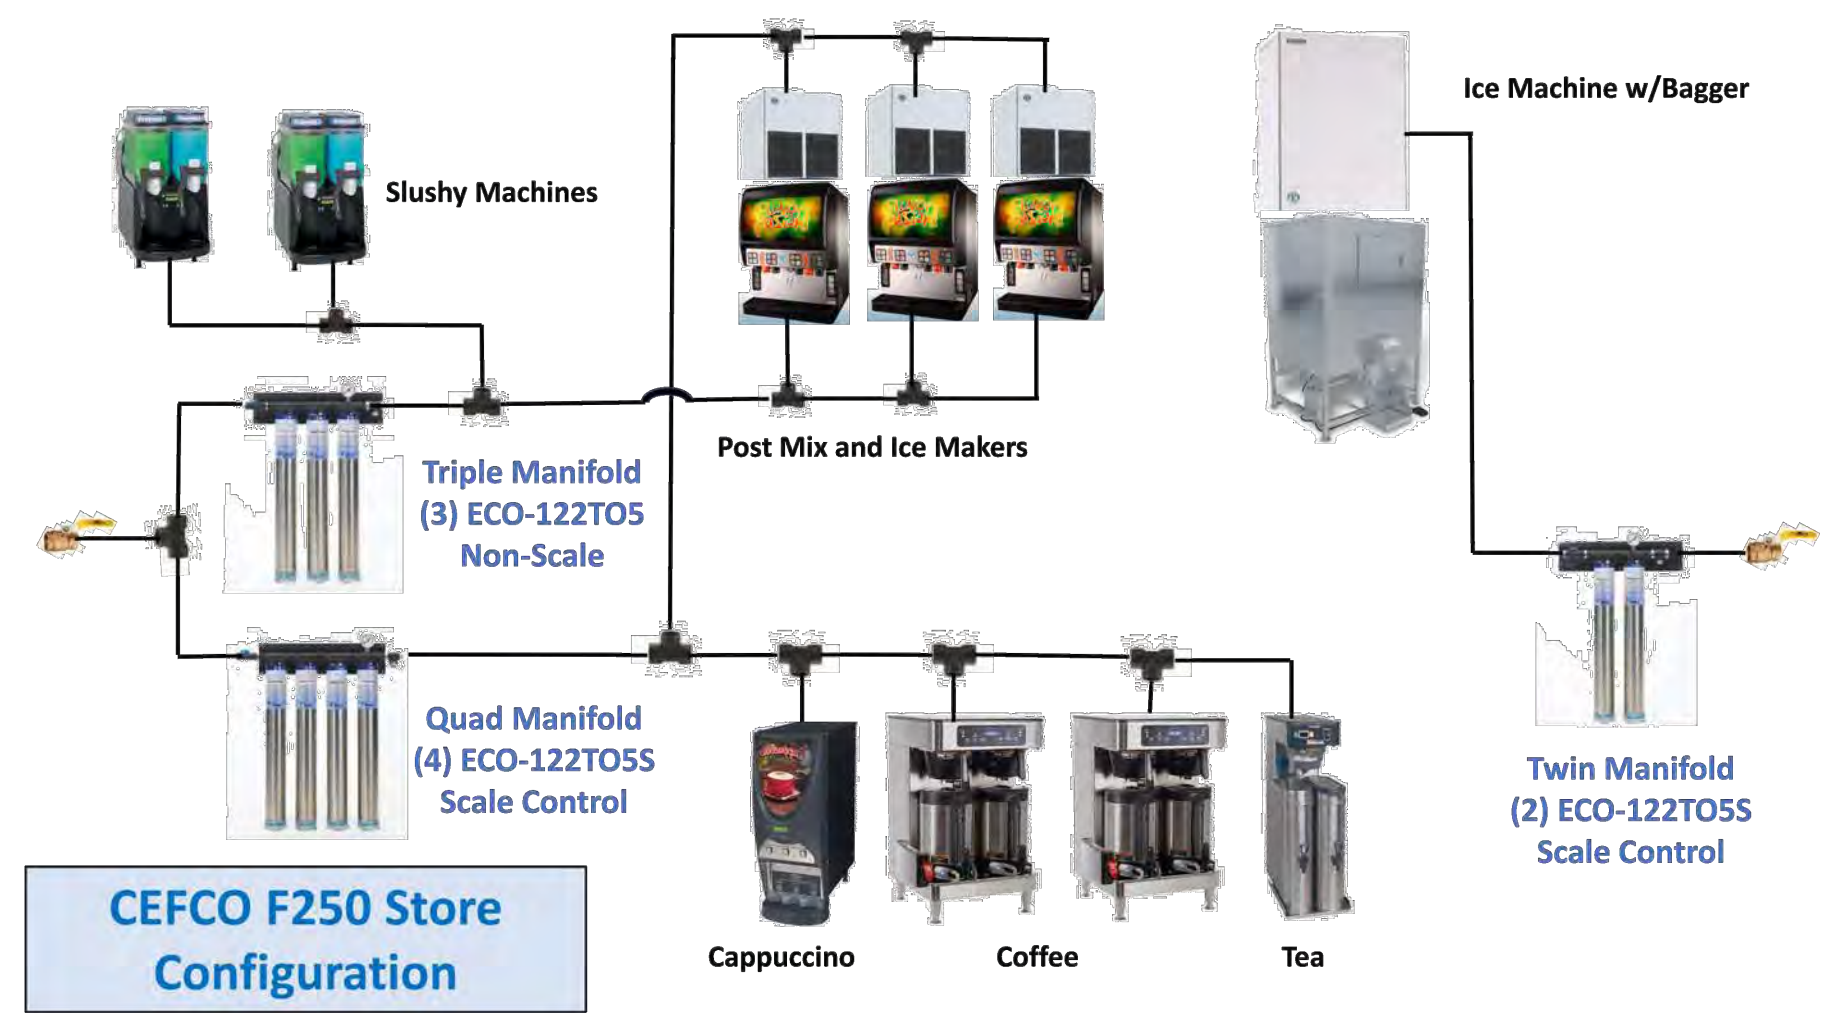 Ice Machine w/Bagger
Slushy Machines
Post Mix and Ice Makers
Triple Manifold
(3) ECO-122TO5
Non-Scale
Quad Manifold
(4) ECO-122TO5S
Scale Control
Twin Manifold
(2) ECO-122TO5S
Scale Control
CEFCO F250 Store
Configuration
Cappuccino
Coffee
Tea